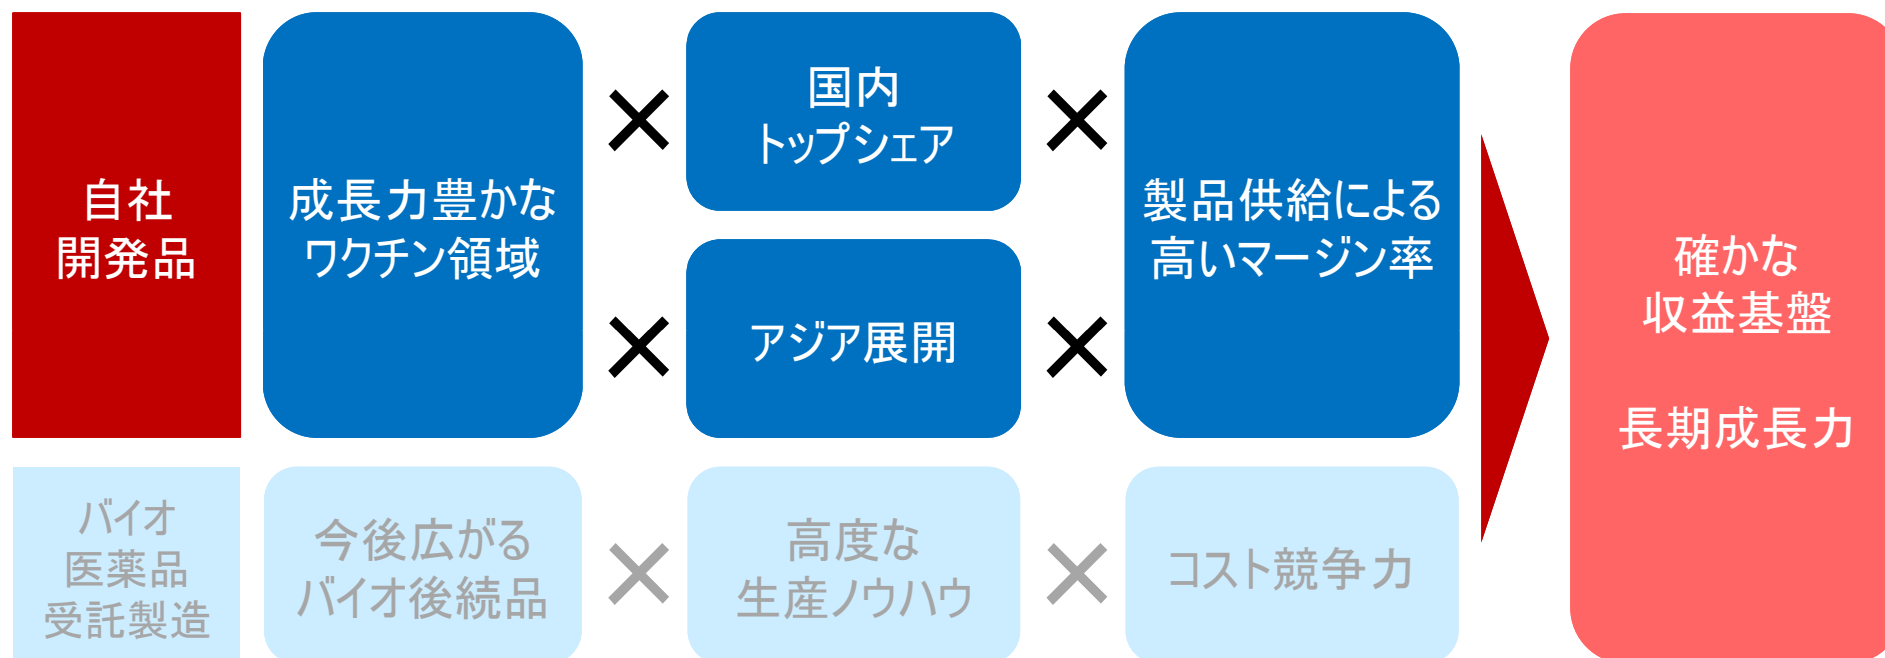 自社
開発品
成長力豊かな
ワクチン領域
×
国内
トップシェア
×
アジア展開
×
製品供給による
高いマージン率
×
確かな
収益基盤
長期成長力
バイオ
医薬品
受託製造
今後広がる
バイオ後続品
×
高度な
生産ノウハウ
×
コスト競争力